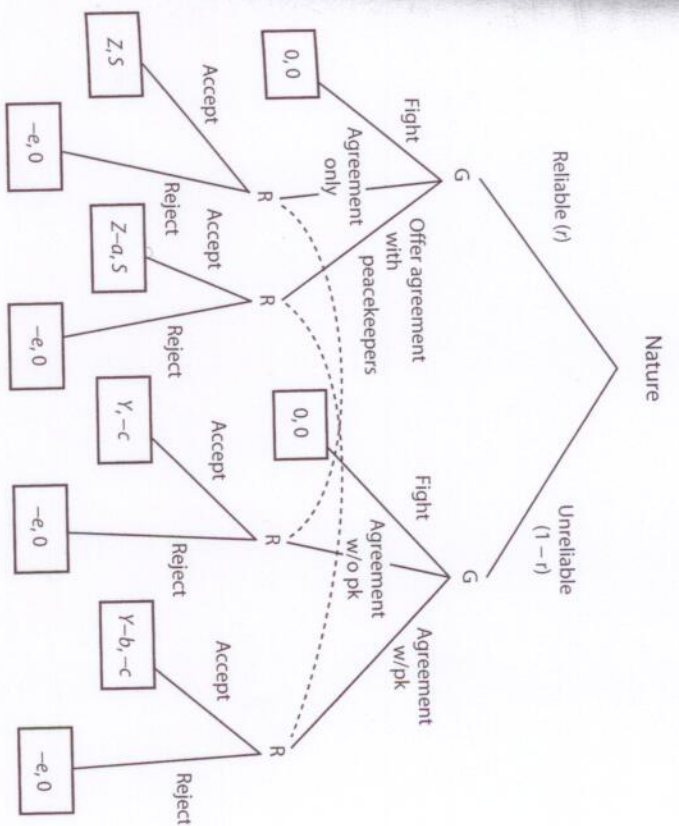 Nature
Reliable (r)
Unreliable
(1 – r)
G
G
Fight
Agreement
only
Offer agreement
with
peacekeepers
Fight
Agreement
w/o pk
Agreement
w/pk
0, 0
R
R
0, 0
R
R
Accept
Reject
Accept
Reject
Accept
Reject
Accept
Reject
Z, S
–e, 0
Z–a, S
–e, 0
Y, –c
–e, 0
Y–b, –c
–e, 0